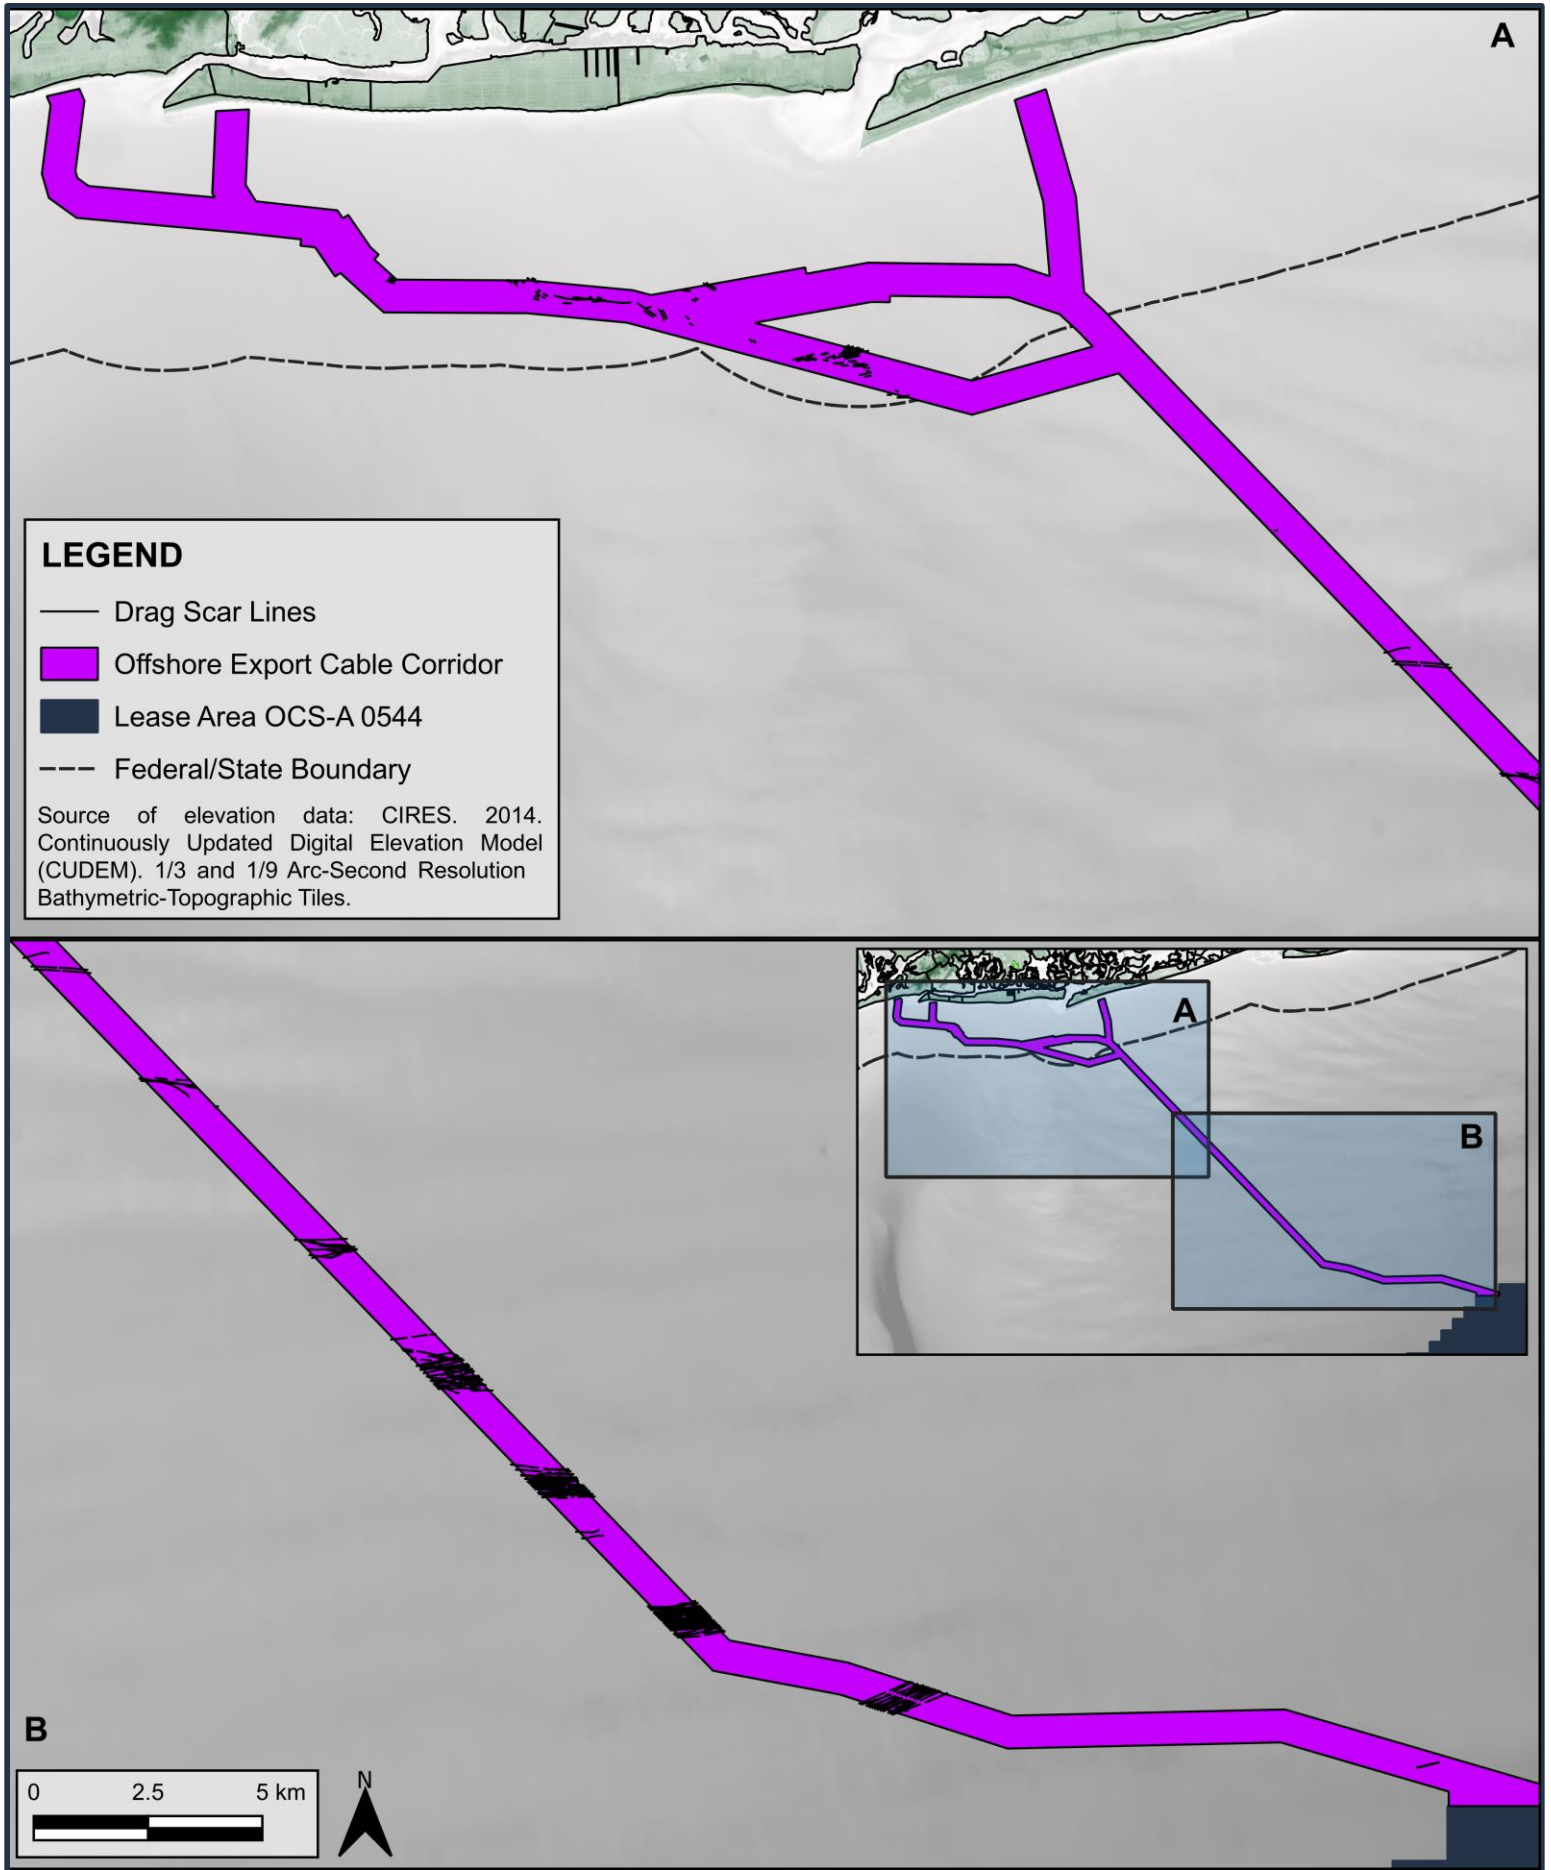 A
LEGEND
Drag Scar Lines
Offshore Export Cable Corridor
Lease Area OCS-A 0544
Federal/State Boundary
Source of elevation data: CIRES. 2014.
Continuously Updated Digital Elevation Model
(CUDEM). 1/3 and 1/9 Arc-Second Resolution
Bathymetric-Topographic Tiles.
A
B
B
0 2.5 5 km
N